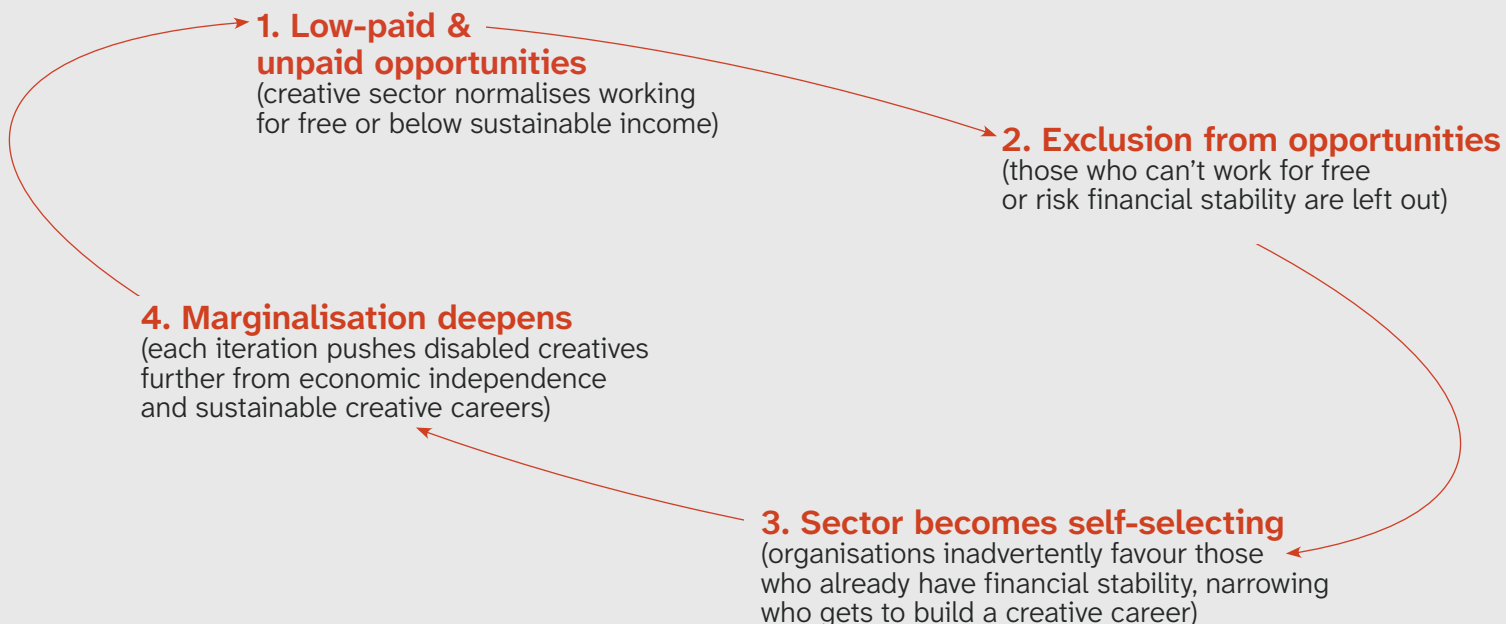 1. Low-paid &
unpaid opportunities
(creative sector normalises working
for free or below sustainable income)
2. Exclusion from opportunities
(those who can’t work for free
or risk financial stability are left out)
3. Sector becomes self-selecting
(organisations inadvertently favour those
who already have financial stability, narrowing
who gets to build a creative career)
4. Marginalisation deepens
(each iteration pushes disabled creatives
further from economic independence
and sustainable creative careers)